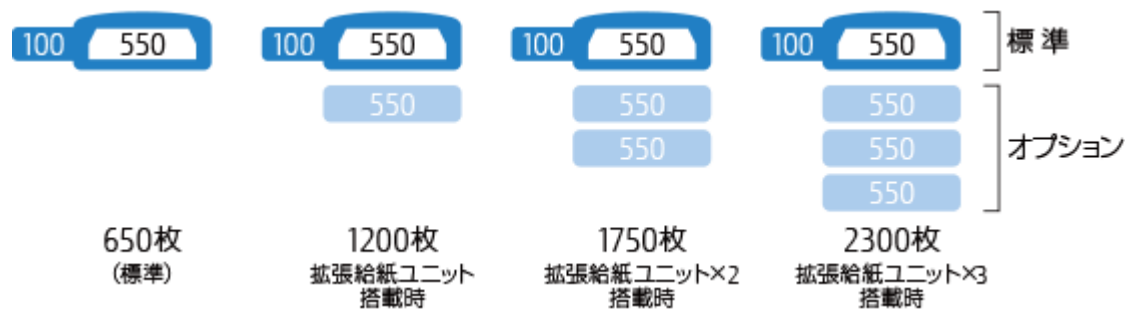 100 550 100 550 100 550 100 550 標準
550 550 550
550 550 オプション
550
650枚 1200枚 1750枚 2300枚
(標準) 拡張給紙ユニット 拡張給紙ユニット×2 拡張給紙ユニット×3
搭載時 搭載時 搭載時